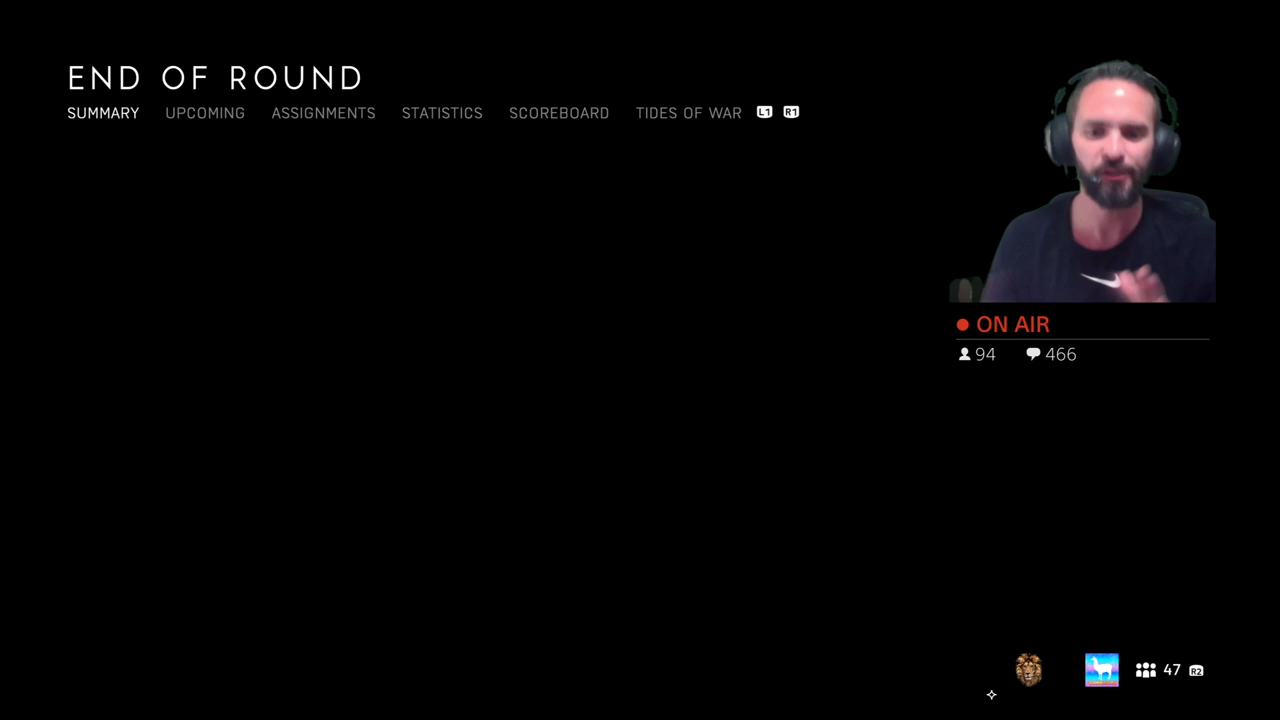 END OF ROUND
SUMMARY UPCOMING ASSIGNMENTS STATISTICS SCOREBOARD TIDES OF WAR L1 R1
ON AIR
94 466
47 R2